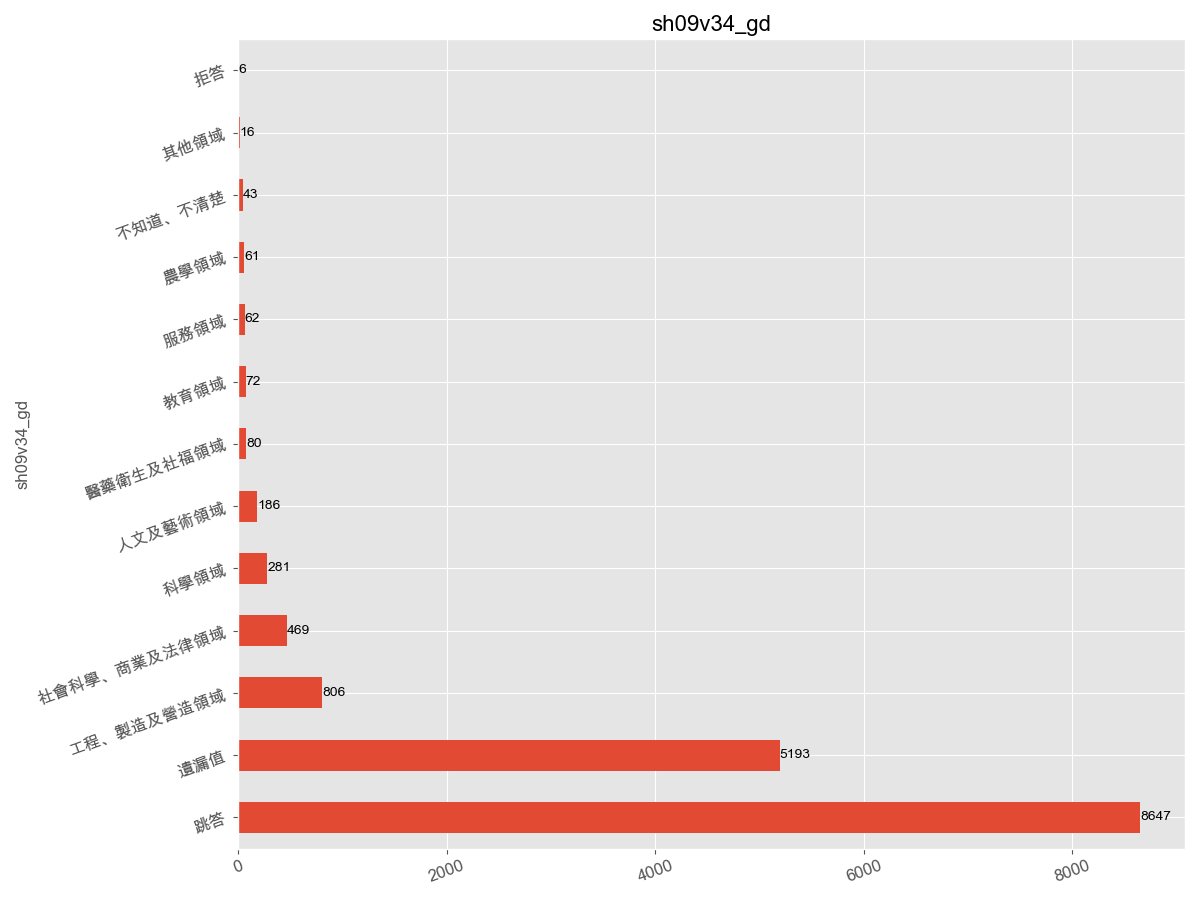 sh09v34_gd
拒答
6
其他領域
16
不知道、不清楚
43
農學領域
61
服務領域
62
教育領域
72
醫藥衛生及社福領域
80
人文及藝術領域
186
科學領域
281
社會科學、商業及法律領域
469
工程、製造及營造領域
806
遺漏值
5193
跳答
8647
0
2000
4000
6000
8000
sh09v34_gd